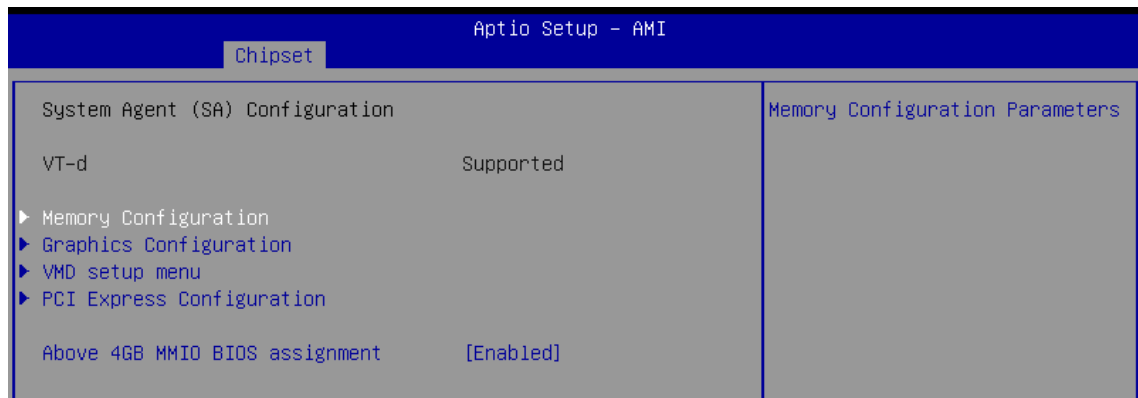 Aptio Setup – AMI
Chipset
System Agent (SA) Configuration
Memory Configuration Parameters
VT-d Supported
Memory Configuration
Graphics Configuration
VMD setup menu
PCI Express Configuration
Above 4GB MMIO BIOS assignment [Enabled]